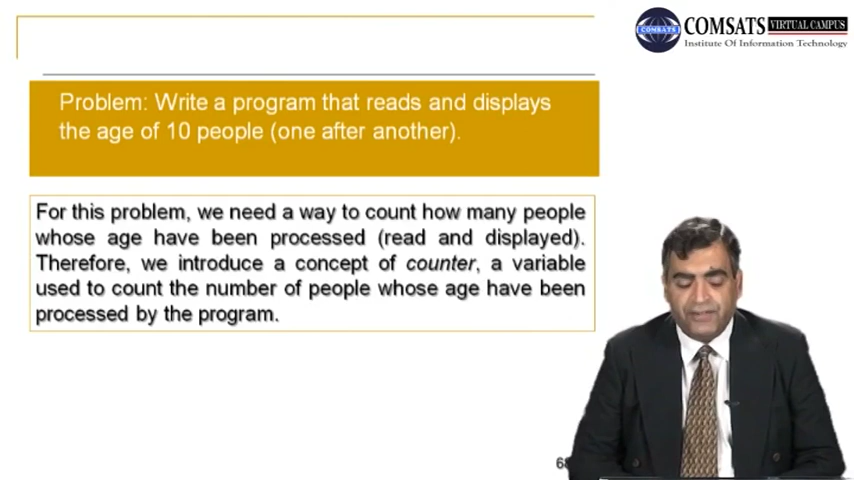 COMSATS VIRTUAL CAMPUS
COMSATS
Institute Of Information Technology
Problem: Write a program that reads and displays
the age of 10 people (one after another).
For this problem, we need a way to count how many people
whose age have been processed (read and displayed).
Therefore, we introduce a concept of counter, a variable
used to count the number of people whose age have been
processed by the program.